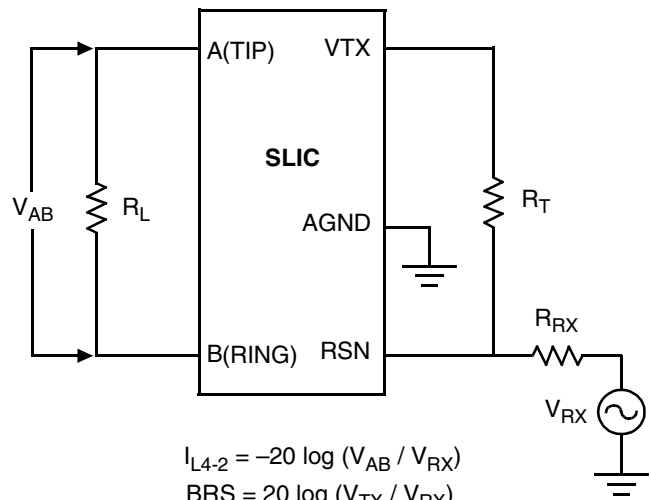 A(TIP)
VTX
SLIC
V_AB
R_L
R_T
AGND
R_RX
B(RING)
RSN
V_RX
I_L4-2 = –20 log (V_AB / V_RX)
BRS = 20 log (V_TX / V_RX)